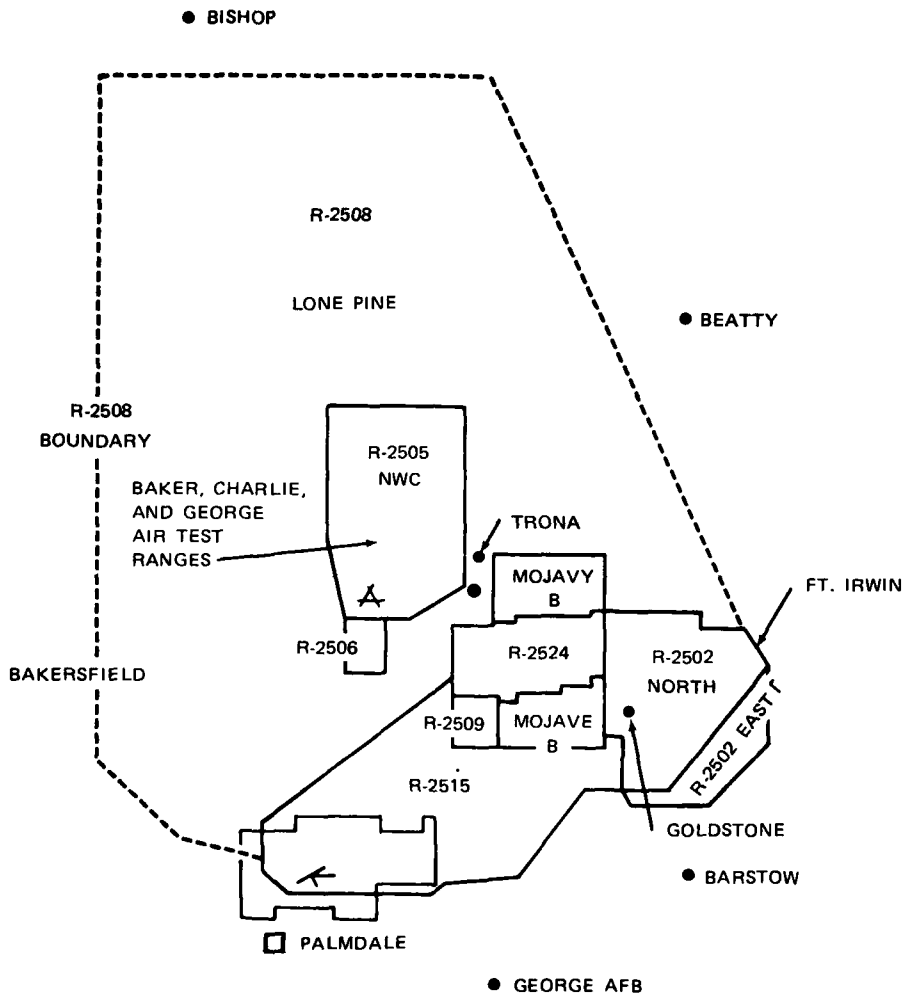 BISHOP
R-2508
LONE PINE
BEATTY
R-2508
BOUNDARY
R-2505
NWC
BAKER, CHARLIE,
AND GEORGE
AIR TEST
RANGES
TRONA
MOJAVY
B
FT. IRWIN
R-2506
R-2524
R-2502
NORTH
BAKERSFIELD
R-2509
MOJAVE
B
R-2502 EAST
R-2515
GOLDSTONE
BARSTOW
PALMDALE
GEORGE AFB